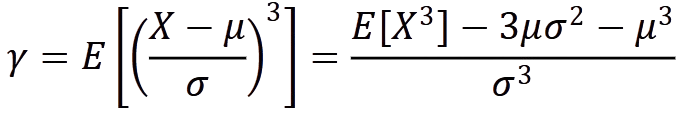 γ = E[((X − μ)/σ)³] = (E[X³] − 3μσ² − μ³)/σ³